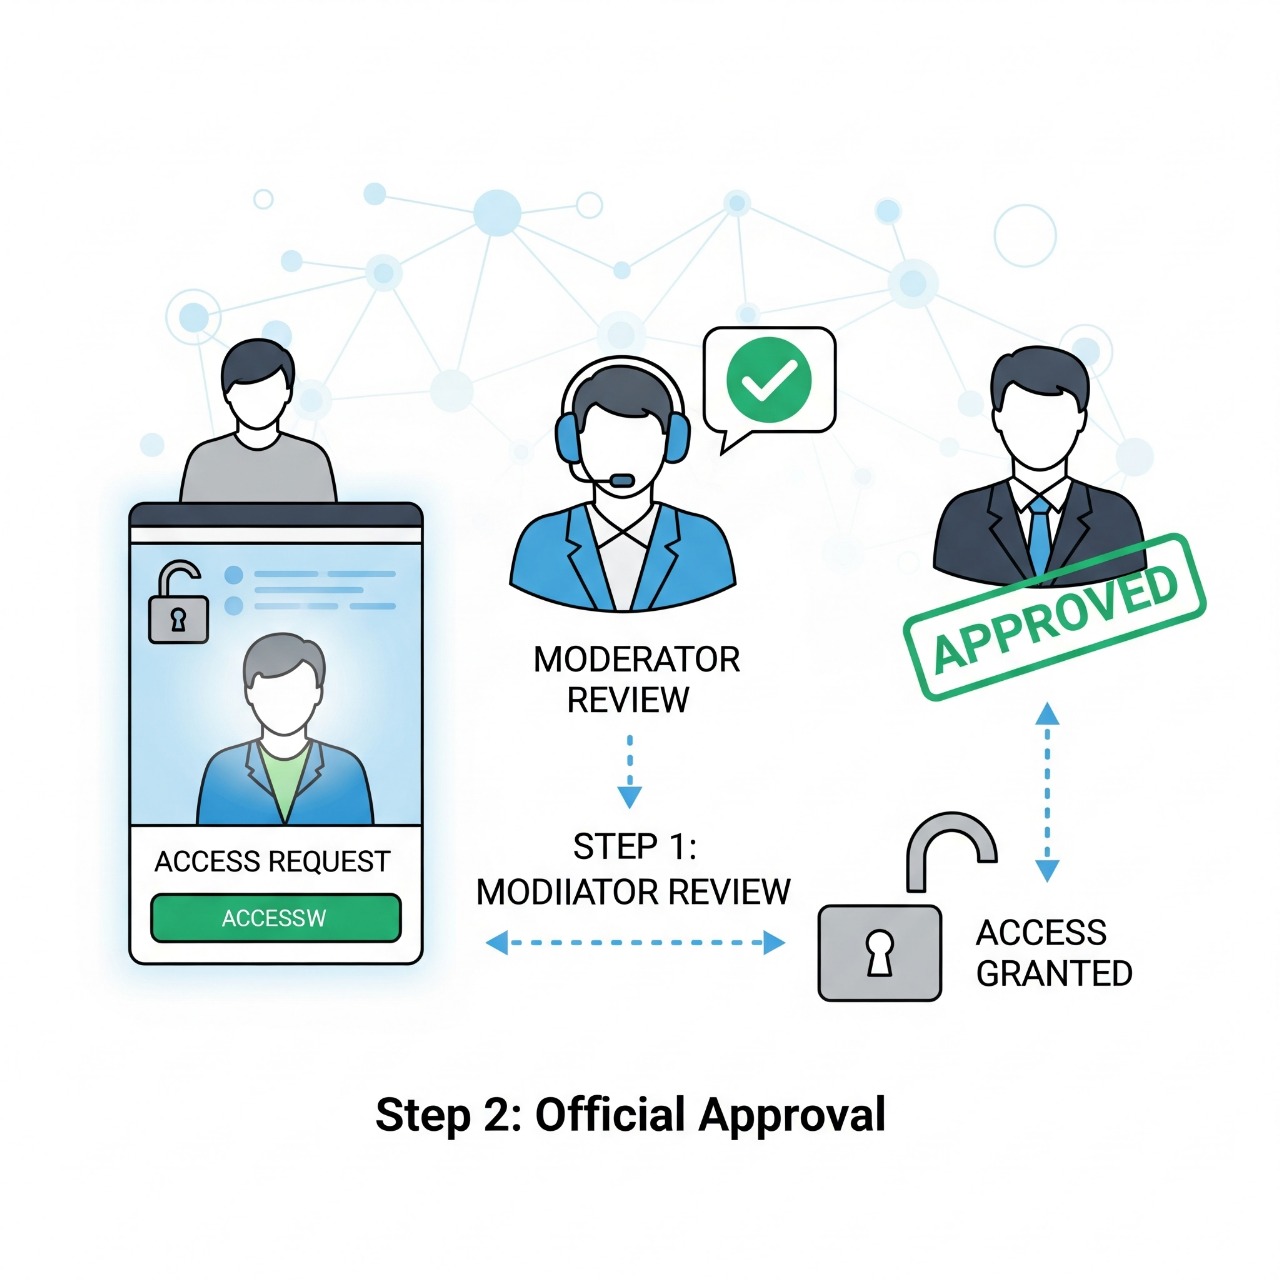 MODERATOR
REVIEW
APPROVED
STEP 1:
MODIIATOR REVIEW
ACCESS REQUEST
ACCESSW
ACCESS
GRANTED
Step 2: Official Approval